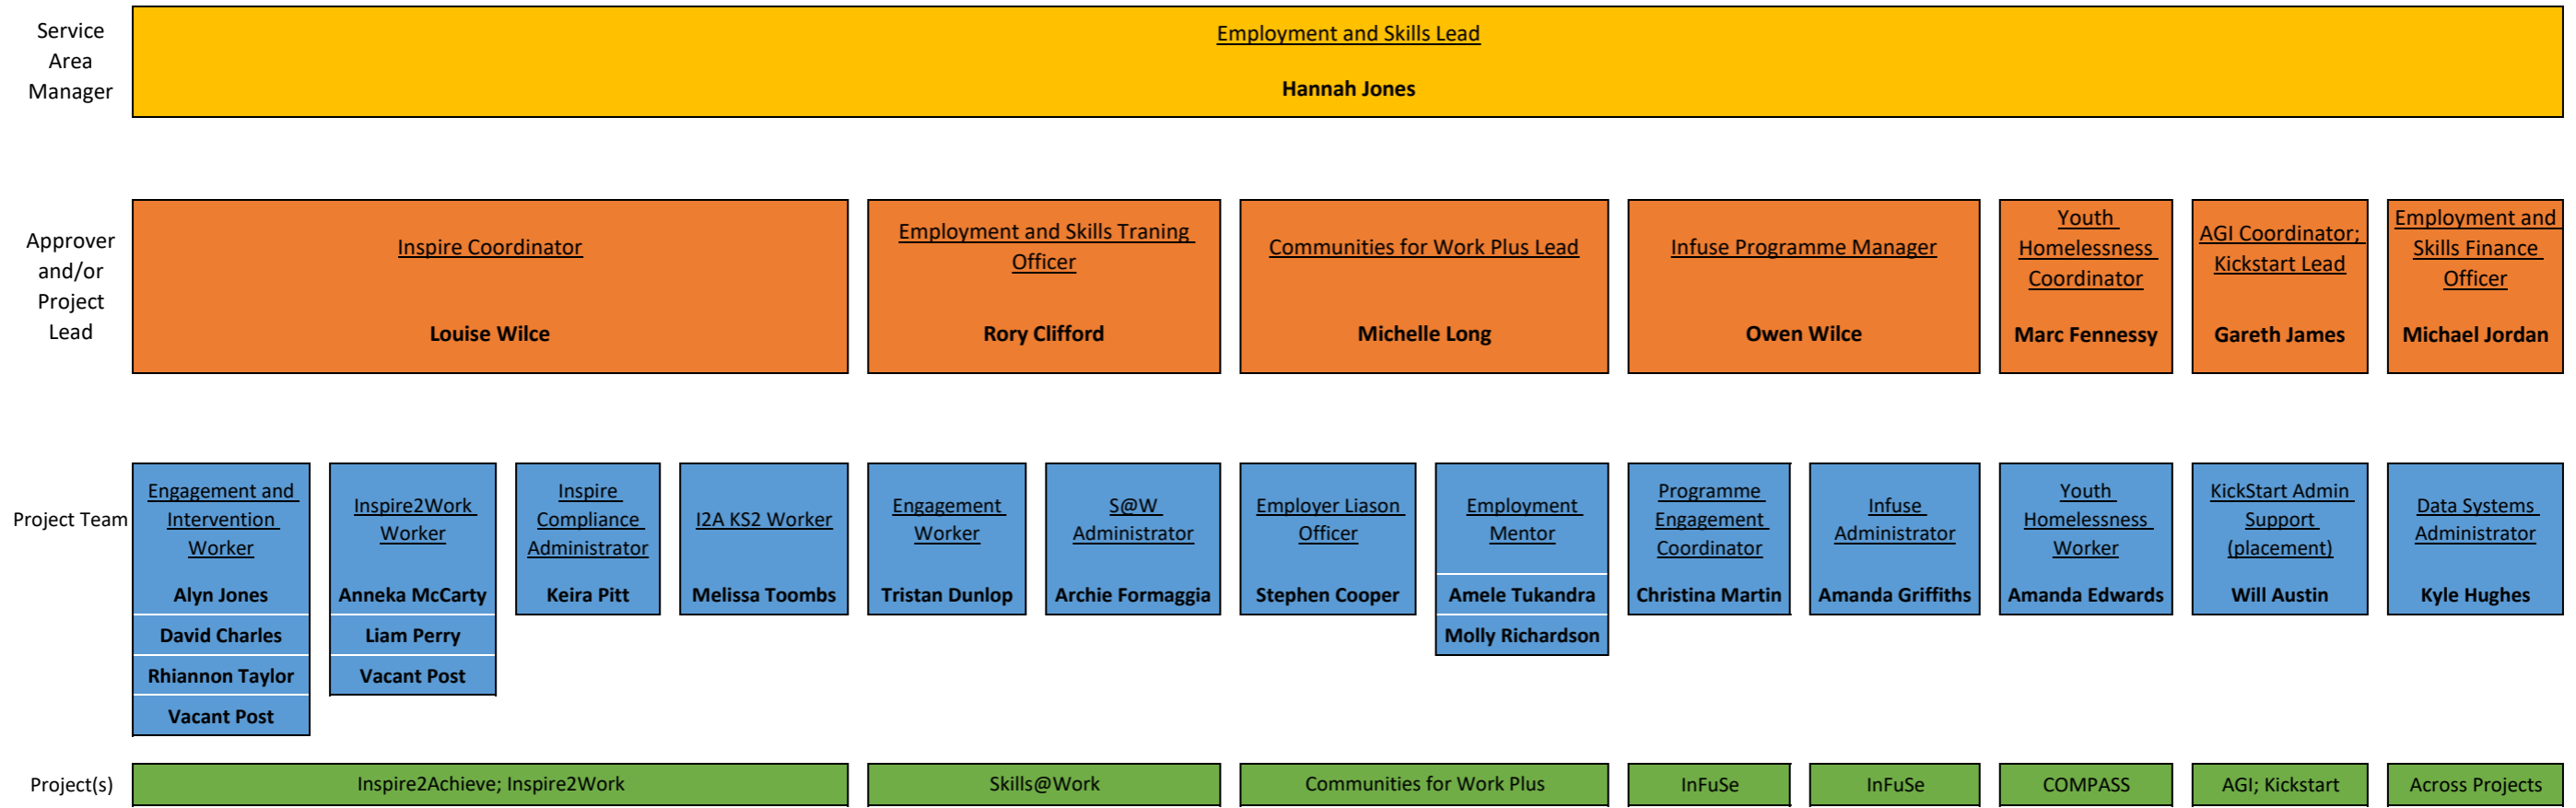 Service
Area
Manager
Employment and Skills Lead
Hannah Jones
Approver
and/or
Project
Lead
Inspire Coordinator
Louise Wilce
Employment and Skills Traning
Officer
Rory Clifford
Communities for Work Plus Lead
Michelle Long
Infuse Programme Manager
Owen Wilce
Youth
Homelessness
Coordinator
Marc Fennessy
AGI Coordinator;
Kickstart Lead
Gareth James
Employment and
Skills Finance
Officer
Michael Jordan
Project Team
Engagement and
Intervention
Worker
Alyn Jones
David Charles
Rhiannon Taylor
Vacant Post
Inspire2Work
Worker
Anneka McCarty
Liam Perry
Vacant Post
Inspire
Compliance
Administrator
Keira Pitt
I2A KS2 Worker
Melissa Toombs
Engagement
Worker
Tristan Dunlop
S@W
Administrator
Archie Formaggia
Employer Liason
Officer
Stephen Cooper
Employment
Mentor
Amele Tukandra
Molly Richardson
Programme
Engagement
Coordinator
Christina Martin
Infuse
Administrator
Amanda Griffiths
Youth
Homelessness
Worker
Amanda Edwards
KickStart Admin
Support
(placement)
Will Austin
Data Systems
Administrator
Kyle Hughes
Project(s)
Inspire2Achieve; Inspire2Work
Skills@Work
Communities for Work Plus
InFuSe
InFuSe
COMPASS
AGI; Kickstart
Across Projects